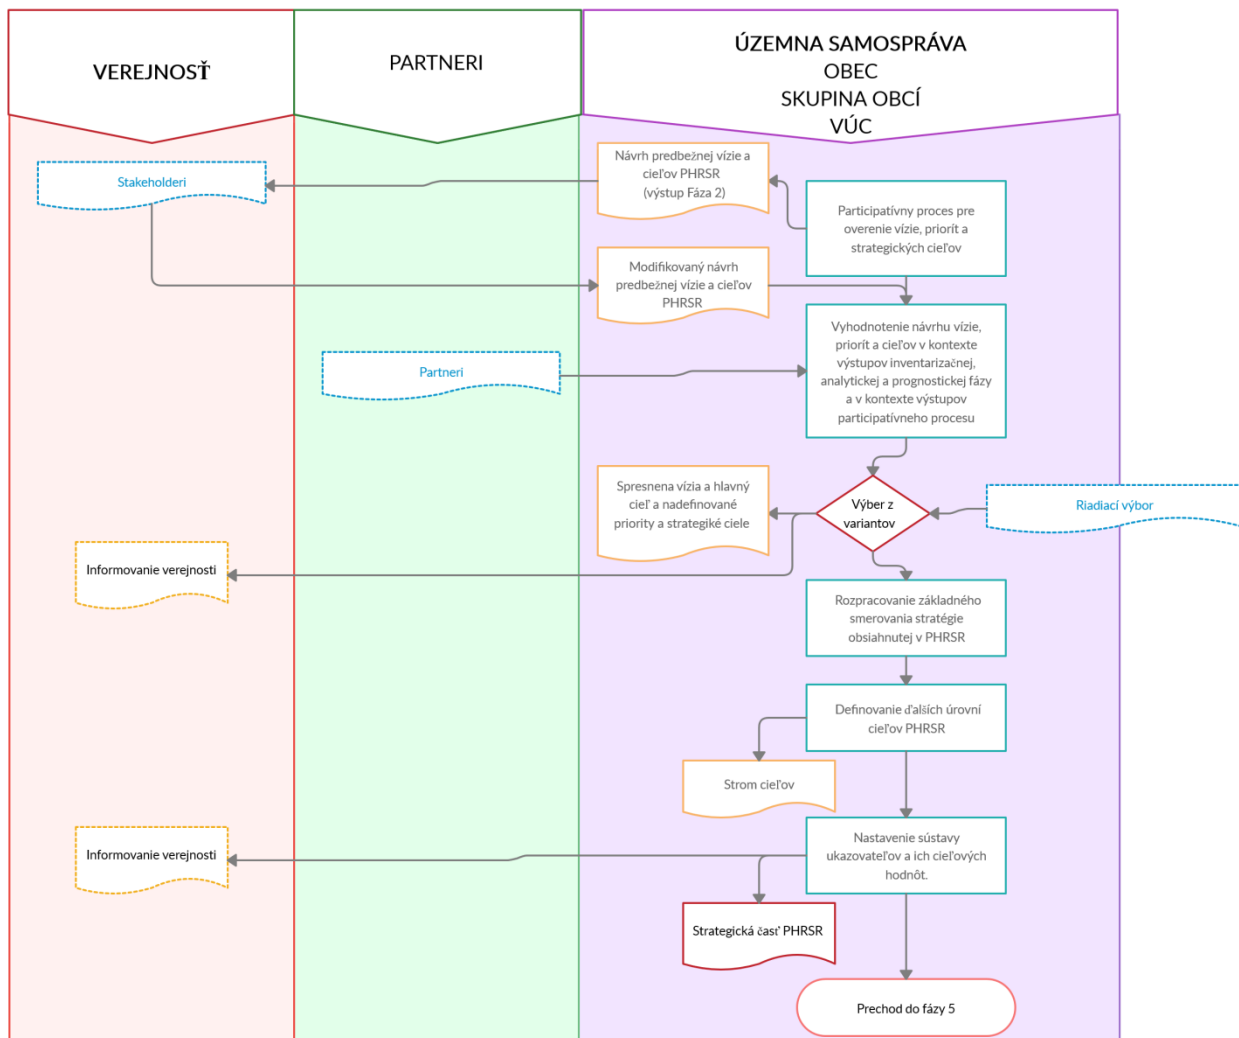 VEREJNOSŤ
PARTNERI
ÚZEMNA SAMOSPRÁVA
OBEC
SKUPINA OBCÍ
VÚC
Stakeholderi
Návrh predbežnej vízie a
cieľov PHRSR
(výstup Fáza 2)
Participatívny proces pre
overenie vízie, priorít a
strategických cieľov
Modifikovaný návrh
predbežnej vízie a cieľov
PHRSR
Vyhodnotenie návrhu vízie,
priorít a cieľov v kontexte
výstupov inventarizačnej,
analytickej a prognostickej fázy
a v kontexte výstupov
participatívneho procesu
Partneri
Spresnena vízia a hlavný
cieľ a nadefinované
priority a strategiké ciele
Výber z
variantov
Riadiací výbor
Informovanie verejnosti
Rozpracovanie základného
smerovania stratégie
obsiahnutej v PHRSR
Definovanie ďalších úrovní
cieľov PHRSR
Strom cieľov
Informovanie verejnosti
Nastavenie sústavy
ukazovateľov a ich cieľových
hodnôt.
Strategická časť PHRSR
Prechod do fázy 5